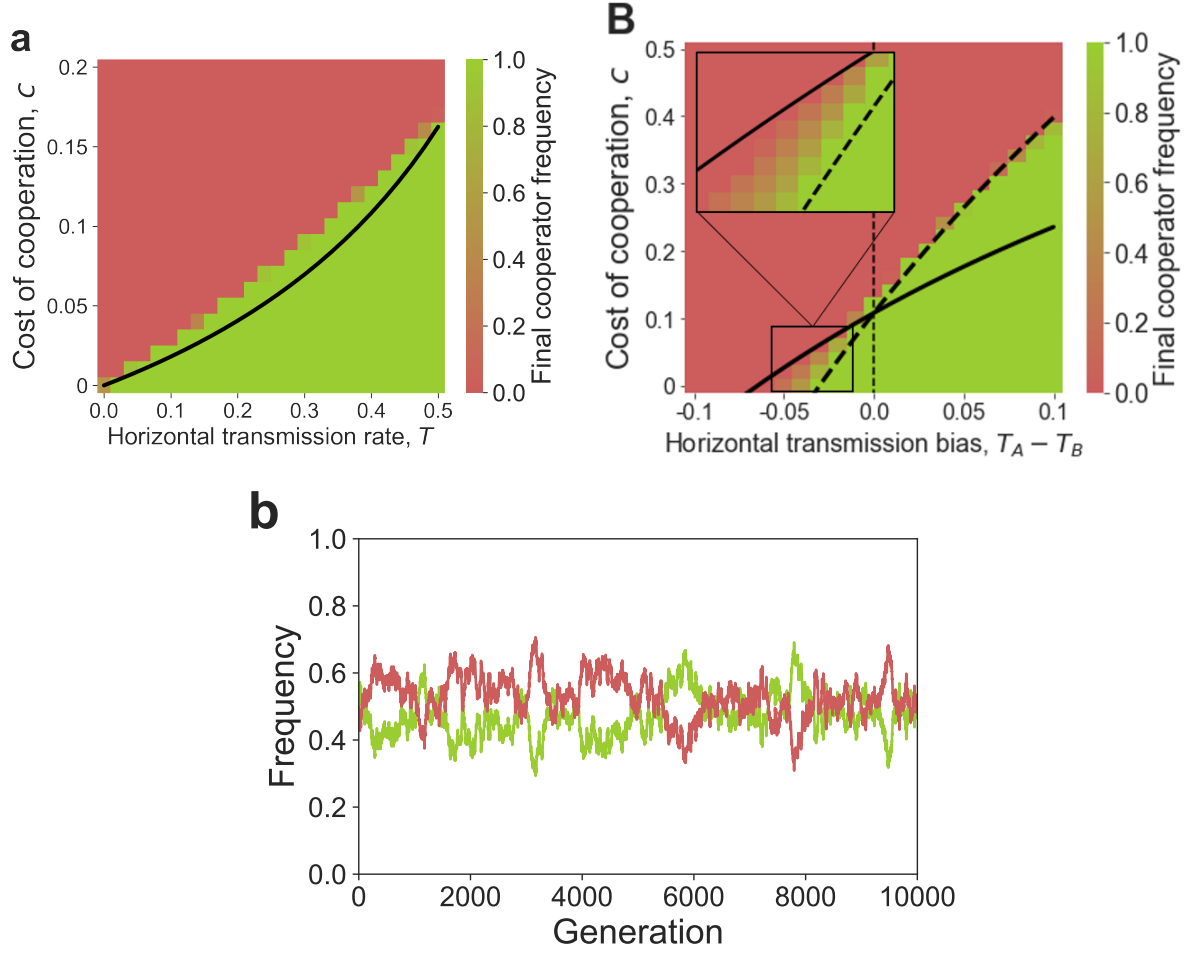 a
0.2
0.15
0.1
0.05
0
Cost of cooperation, c
0.0 0.1 0.2 0.3 0.4 0.5
Horizontal transmission rate, T
1.0
0.8
0.6
0.4
0.2
0.0
Final cooperator frequency
B
0.5
0.4
0.3
0.2
0.1
0
Cost of cooperation, c
-0.1 -0.05 0.0 0.05 0.1
Horizontal transmission bias, T_A − T_B
1.0
0.8
0.6
0.4
0.2
0.0
Final cooperator frequency
b
1.0
0.8
0.6
0.4
0.2
0.0
Frequency
0 2000 4000 6000 8000 10000
Generation